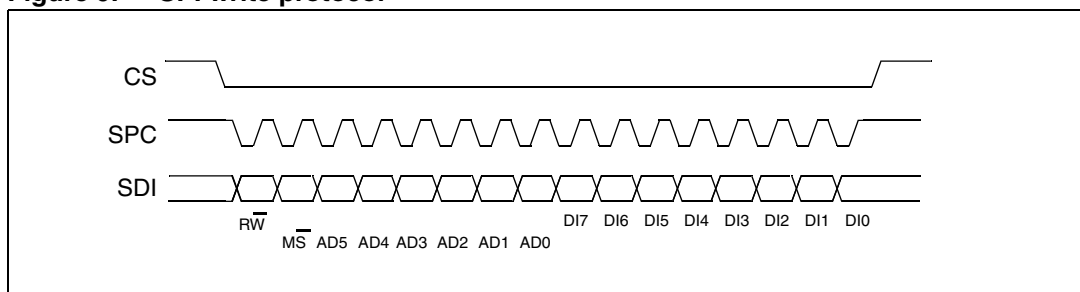 Figure SPI write protocol
CS
SPC
SDI
RW̅
DI7 DI6 DI5 DI4 DI3 DI2 DI1 DI0
MS̅ AD5 AD4 AD3 AD2 AD1 AD0